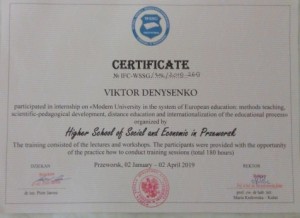 CERTIFICATE
VIKTOR DENYSENKO
participated in internship on «Modern University in the system of European education: methods teaching,
scientific-pedagogical development, distance education and internationalization of the educational process»
organized by
Higher School of Social and Economic in Przeworsk
The training consisted of the lectures and workshops. The participants were provided with the opportunity
of the practice how to conduct training sessions (total 180 hours)
Przeworsk, 02 January - 02 April 2019
DZIEKAN
REKTOR